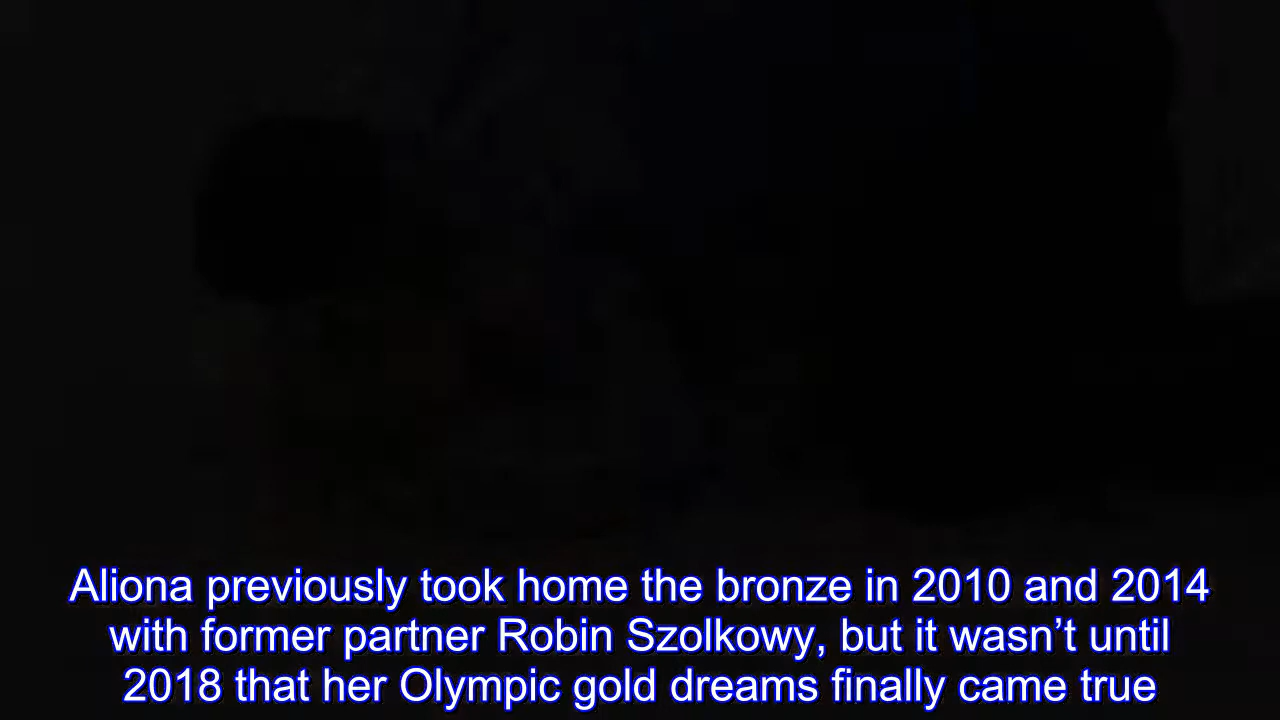 Aliona previously took home the bronze in 2010 and 2014
with former partner Robin Szolkowy, but it wasn’t until
2018 that her Olympic gold dreams finally came true